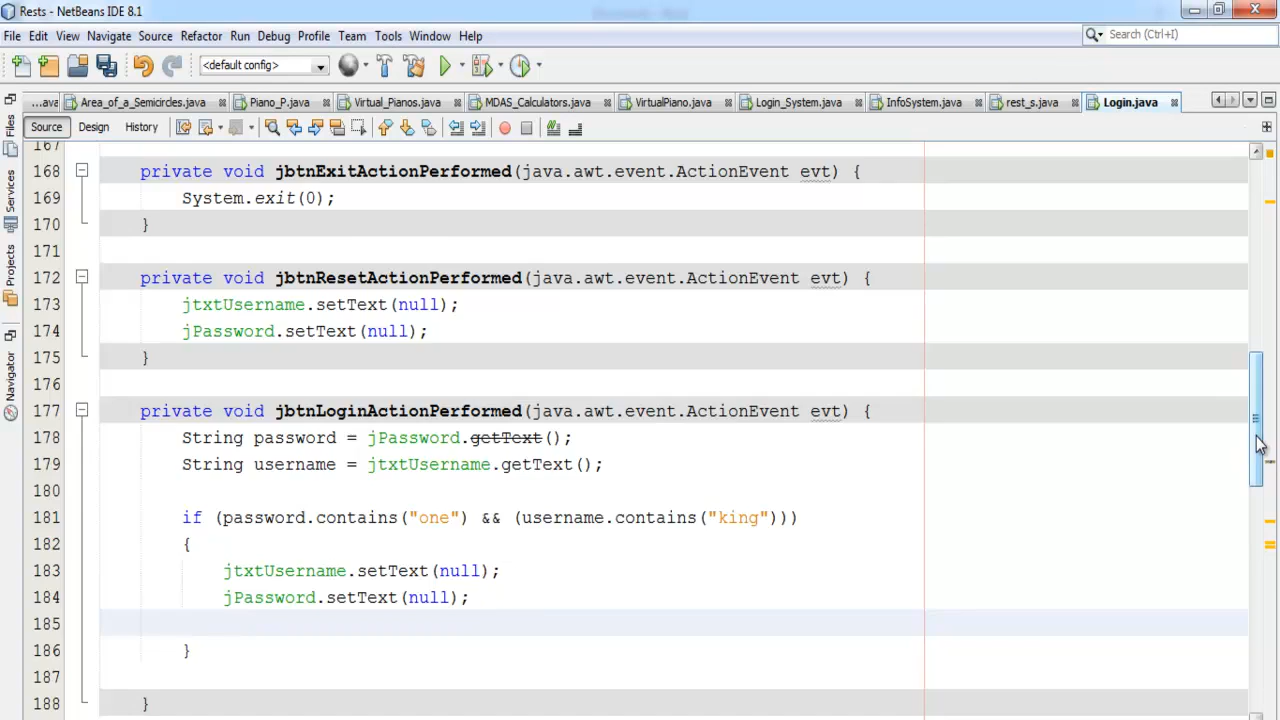 Rests - NetBeans IDE 8.1
File Edit View Navigate Source Refactor Run Debug Profile Team Tools Window Help
Search (Ctrl+I)
<default config>
...ava Area_of_a_Semicirdes.java Piano_P.java Virtual_Pianos.java MDAS_Calculators.java VirtualPiano.java Login_System.java InfoSystem.java rest_s.java Login.java
Source Design History
Files
Services
Projects
Navigator
167
168 private void jbtnExitActionPerformed(java.awt.event.ActionEvent evt) {
169 System.exit(0);
170 }
171
172 private void jbtnResetActionPerformed(java.awt.event.ActionEvent evt) {
173 jtxtUsername.setText(null);
174 jPassword.setText(null);
175 }
176
177 private void jbtnLoginActionPerformed(java.awt.event.ActionEvent evt) {
178 String password = jPassword.getText();
179 String username = jtxtUsername.getText();
180
181 if (password.contains("one") && (username.contains("king")))
182 {
183 jtxtUsername.setText(null);
184 jPassword.setText(null);
185
186 }
187
188 }